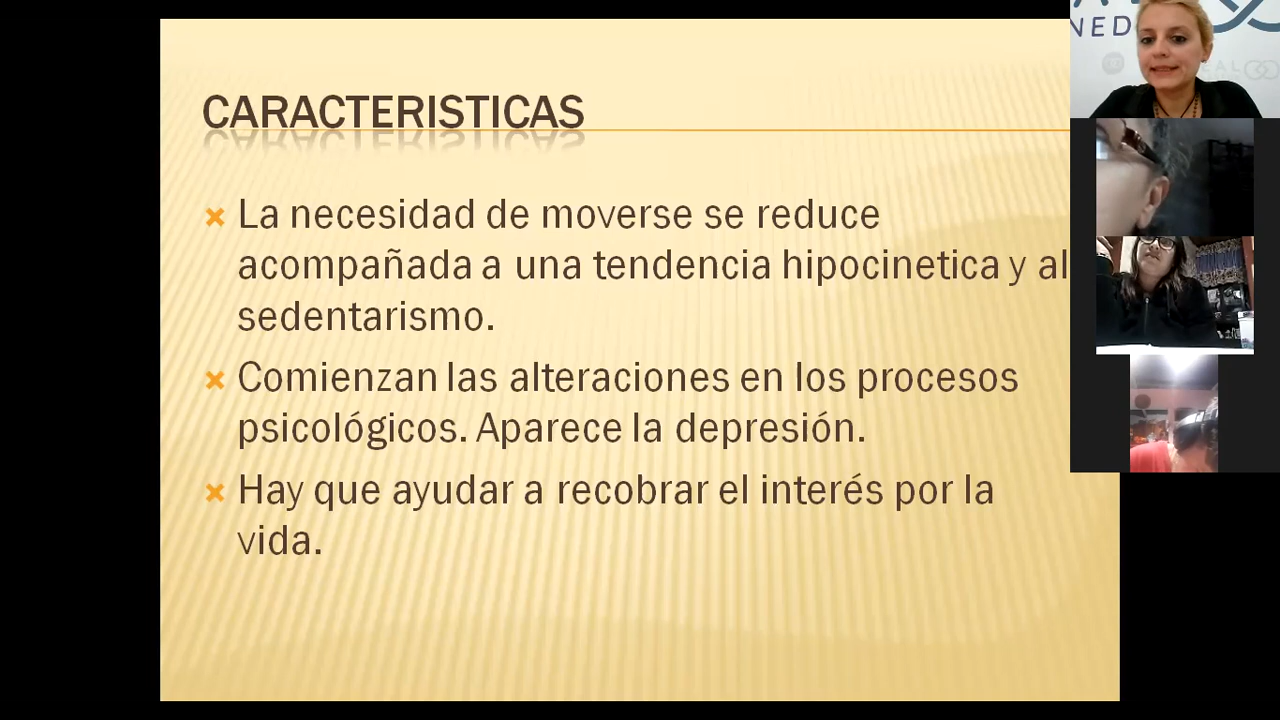 CARACTERISTICAS
La necesidad de moverse se reduce
acompañada a una tendencia hipocinetica y al
sedentarismo.
Comienzan las alteraciones en los procesos
psicológicos. Aparece la depresión.
Hay que ayudar a recobrar el interés por la
vida.